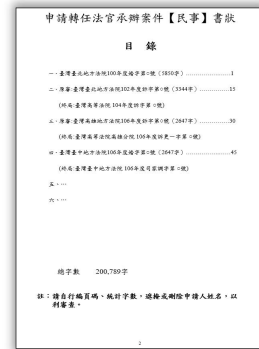 申請轉任法官承辦案件【民事】書狀
目 錄
一、臺灣臺北地方法院100年度婚字第○號 (5850字)..............1
二、原審:臺灣臺北地方法院102年度訴字第○號 (3344字)..............15
(終局:臺灣高等法院 104年度訴字第○號)
三、原審:臺灣高雄地方法院106年度訴字第○號 (2647字)..............30
(終局:臺灣高等法院高雄分院 106年度訴更一字第○號)
四、臺灣臺中地方法院106年度婚字第○號 (2647字)..............45
(終局:臺灣臺中地方法院 106年度司家調字第○號)
五、…
六、…
總字數 200,789字
註:請自行編頁碼、統計字數,遮掩或刪除申請人姓名,以
利審查。
2